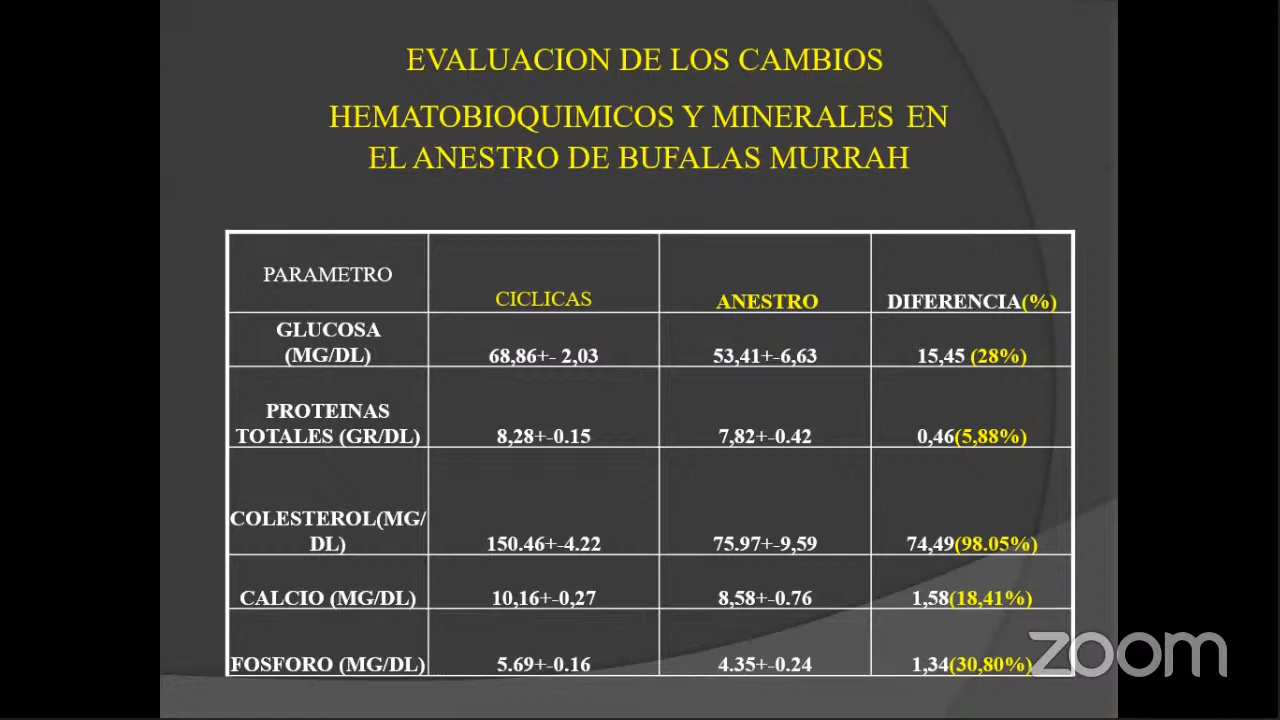 EVALUACION DE LOS CAMBIOS
HEMATOBIOQUIMICOS Y MINERALES EN
EL ANESTRO DE BUFALAS MURRAH
PARAMETRO CICLICAS ANESTRO DIFERENCIA(%)
GLUCOSA
(MG/DL) 68,86+- 2,03 53,41+-6,63 15,45 (28%)
PROTEINAS
TOTALES (GR/DL) 8,28+-0.15 7,82+-0.42 0,46(5,88%)
COLESTEROL(MG/
DL) 150.46+-4.22 75.97+-9,59 74,49(98.05%)
CALCIO (MG/DL) 10,16+-0,27 8,58+-0.76 1,58(18,41%)
FOSFORO (MG/DL) 5.69+-0.16 4.35+-0.24 1,34(30,80%)
zoom